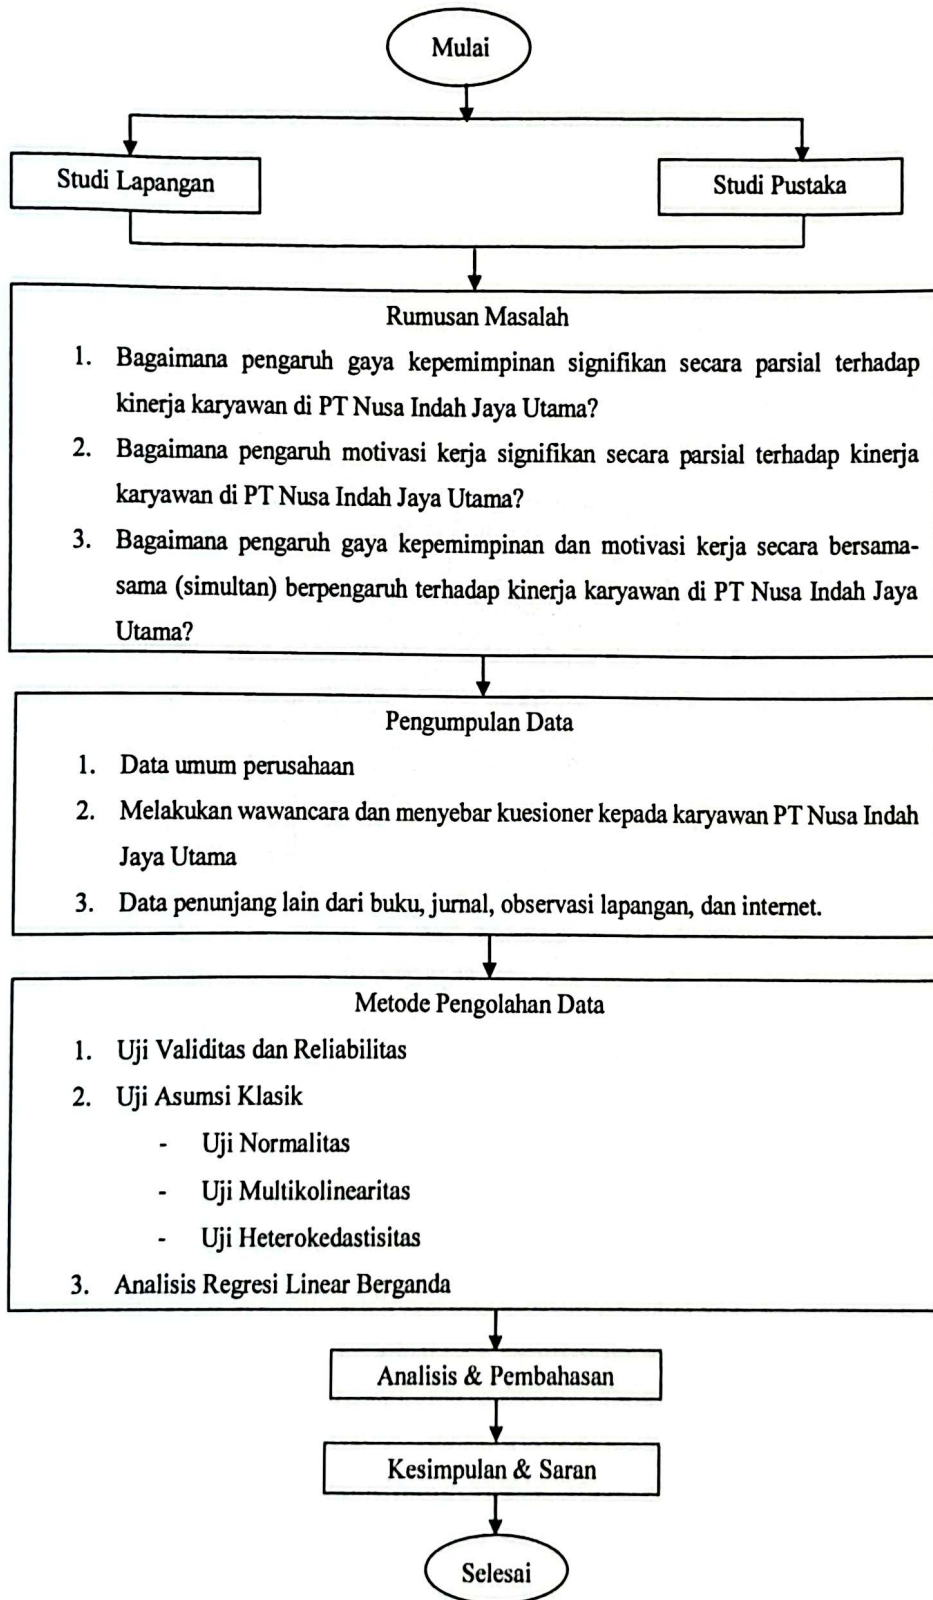 Mulai
Studi Lapangan
Studi Pustaka
Rumusan Masalah
1. Bagaimana pengaruh gaya kepemimpinan signifikan secara parsial terhadap
kinerja karyawan di PT Nusa Indah Jaya Utama?
2. Bagaimana pengaruh motivasi kerja signifikan secara parsial terhadap kinerja
karyawan di PT Nusa Indah Jaya Utama?
3. Bagaimana pengaruh gaya kepemimpinan dan motivasi kerja secara bersama-
sama (simultan) berpengaruh terhadap kinerja karyawan di PT Nusa Indah Jaya
Utama?
Pengumpulan Data
1. Data umum perusahaan
2. Melakukan wawancara dan menyebar kuesioner kepada karyawan PT Nusa Indah
Jaya Utama
3. Data penunjang lain dari buku, jurnal, observasi lapangan, dan internet.
Metode Pengolahan Data
1. Uji Validitas dan Reliabilitas
2. Uji Asumsi Klasik
- Uji Normalitas
- Uji Multikolinearitas
- Uji Heterokedastisitas
3. Analisis Regresi Linear Berganda
Analisis & Pembahasan
Kesimpulan & Saran
Selesai